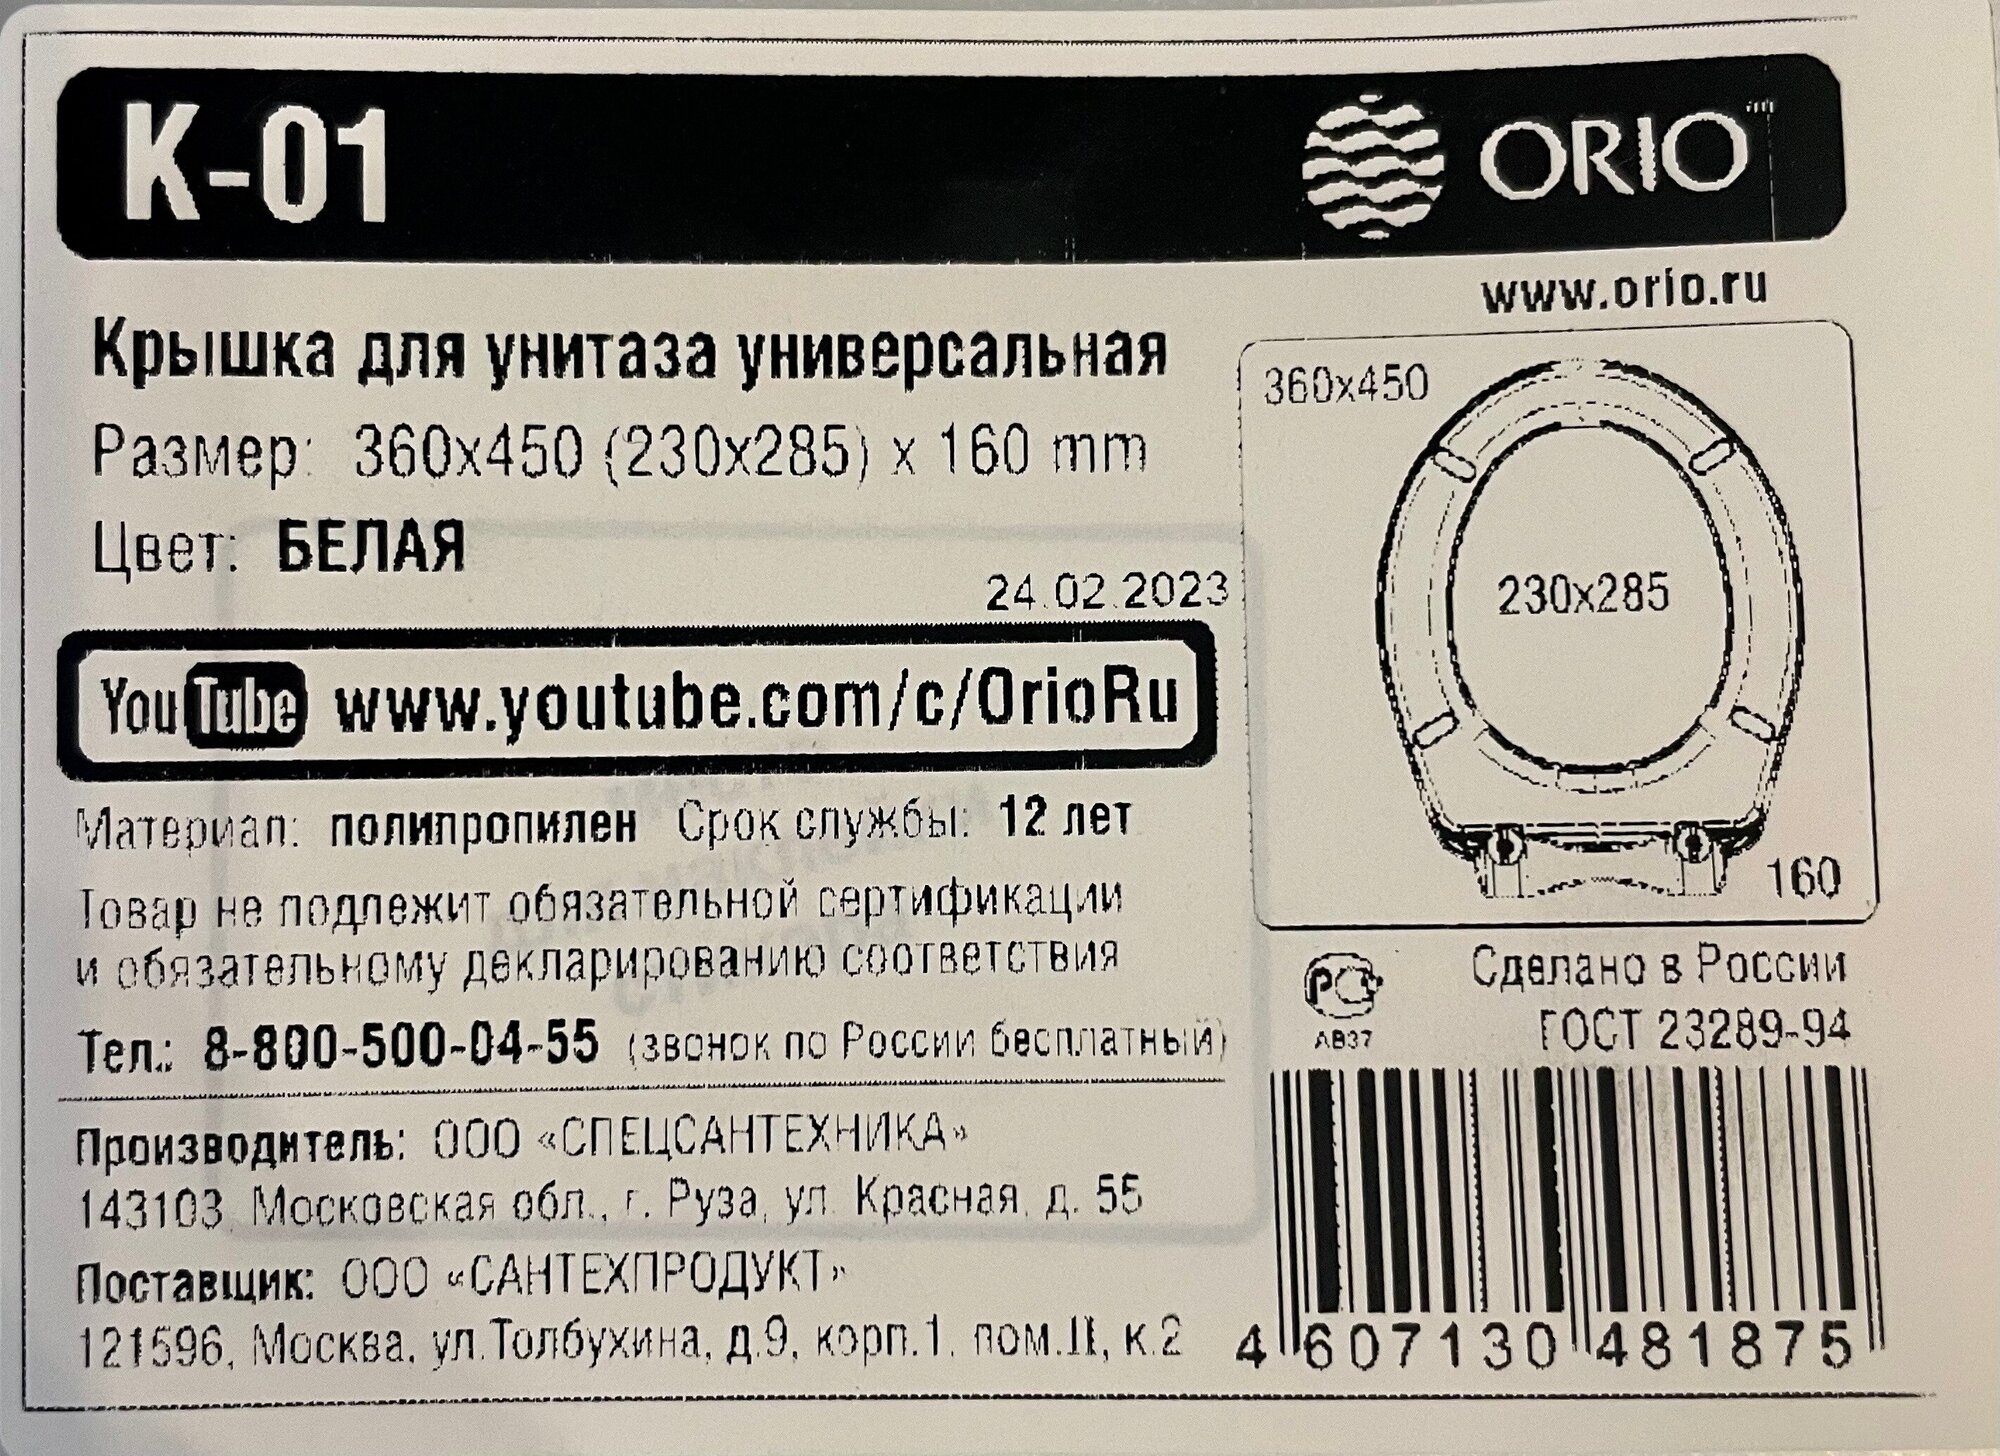 К-01
ORIO™
www.orio.ru
Крышка для унитаза универсальная
Размер: 360x450 (230x285) x 160 mm
Цвет: БЕЛАЯ
24.02.2023
360x450
230x285
160
YouTube www.youtube.com/c/OrioRu
Материал: полипропилен Срок службы: 12 лет
Товар не подлежит обязательной сертификации
и обязательному декларированию соответствия
Тел.: 8-800-500-04-55 (звонок по России бесплатный)
РСТ
АВ37
Сделано в России
ГОСТ 23289-94
Производитель: ООО «СПЕЦСАНТЕХНИКА»
143103, Московская обл., г. Руза, ул. Красная, д. 55
Поставщик: ООО «САНТЕХПРОДУКТ»
121596, Москва, ул.Толбухина, д.9, корп.1, пом.II, к.2
4 607130 481875